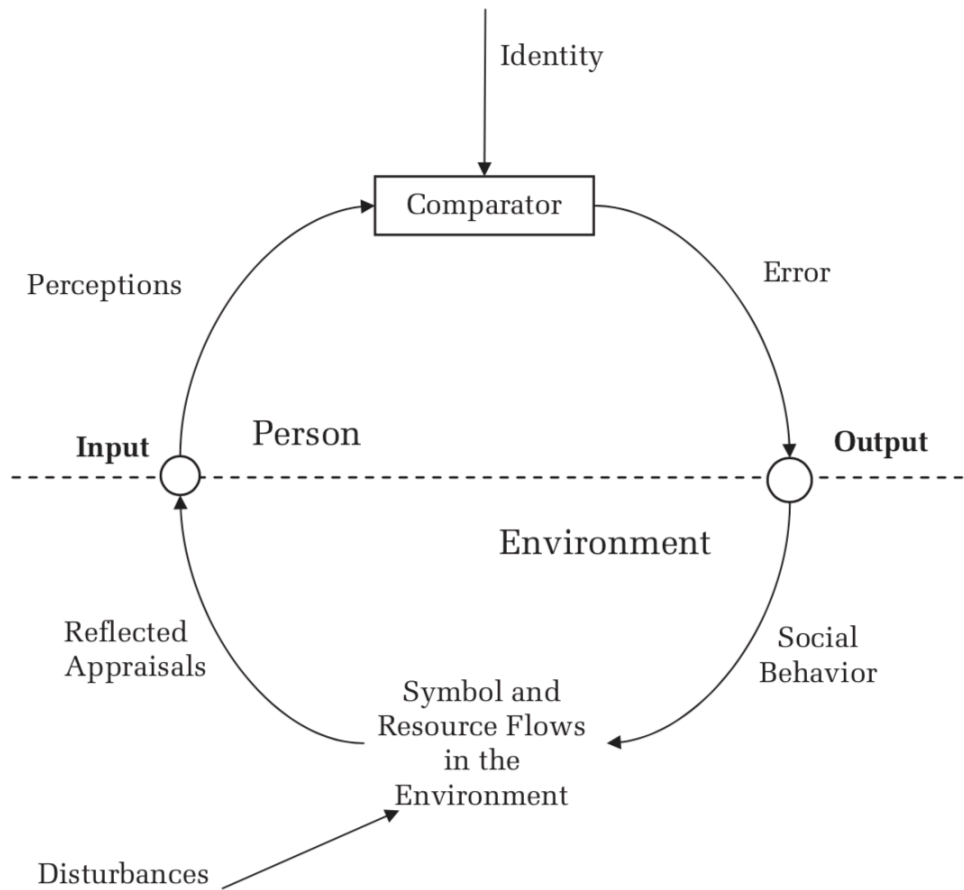 Identity
Comparator
Perceptions
Error
Input
Person
Output
Environment
Reflected
Appraisals
Social
Behavior
Symbol and
Resource Flows
in the
Environment
Disturbances